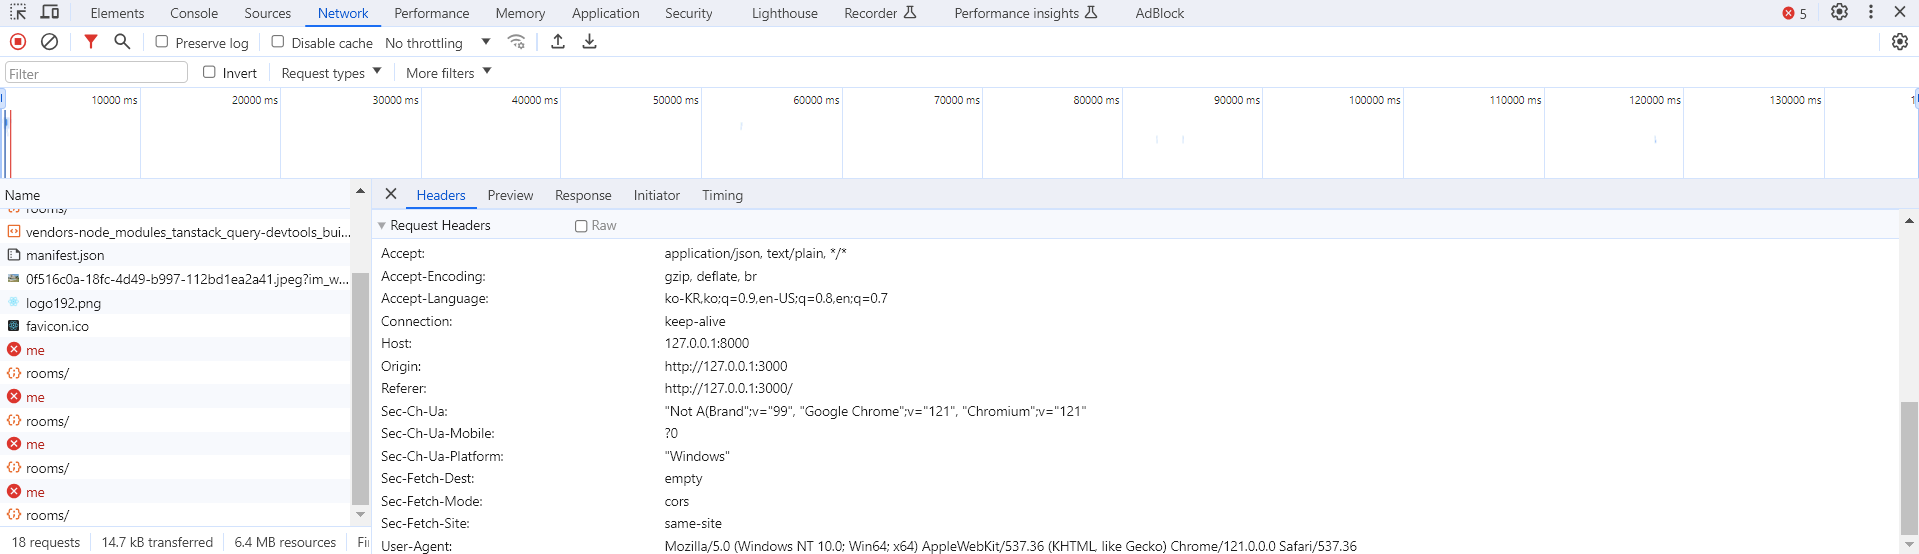 Elements Console Sources Network Performance Memory Application Security Lighthouse Recorder Performance insights AdBlock 5
Preserve log Disable cache No throttling
Filter Invert Request types More filters
10000 ms 20000 ms 30000 ms 40000 ms 50000 ms 60000 ms 70000 ms 80000 ms 90000 ms 100000 ms 110000 ms 120000 ms 130000 ms
Name
rooms/
vendors-node_modules_tanstack_query-devtools_bui...
manifest.json
0f516c0a-18fc-4d49-b997-112bd1ea2a41.jpeg?im_w...
logo192.png
favicon.ico
me
rooms/
me
rooms/
me
rooms/
me
rooms/
18 requests 14.7 kB transferred 6.4 MB resources
Headers Preview Response Initiator Timing
Request Headers Raw
Accept: application/json, text/plain, */*
Accept-Encoding: gzip, deflate, br
Accept-Language: ko-KR,ko;q=0.9,en-US;q=0.8,en;q=0.7
Connection: keep-alive
Host: 127.0.0.1:8000
Origin: http://127.0.0.1:3000
Referer: http://127.0.0.1:3000/
Sec-Ch-Ua: "Not A(Brand";v="99", "Google Chrome";v="121", "Chromium";v="121"
Sec-Ch-Ua-Mobile: ?0
Sec-Ch-Ua-Platform: "Windows"
Sec-Fetch-Dest: empty
Sec-Fetch-Mode: cors
Sec-Fetch-Site: same-site
User-Agent: Mozilla/5.0 (Windows NT 10.0; Win64; x64) AppleWebKit/537.36 (KHTML, like Gecko) Chrome/121.0.0.0 Safari/537.36